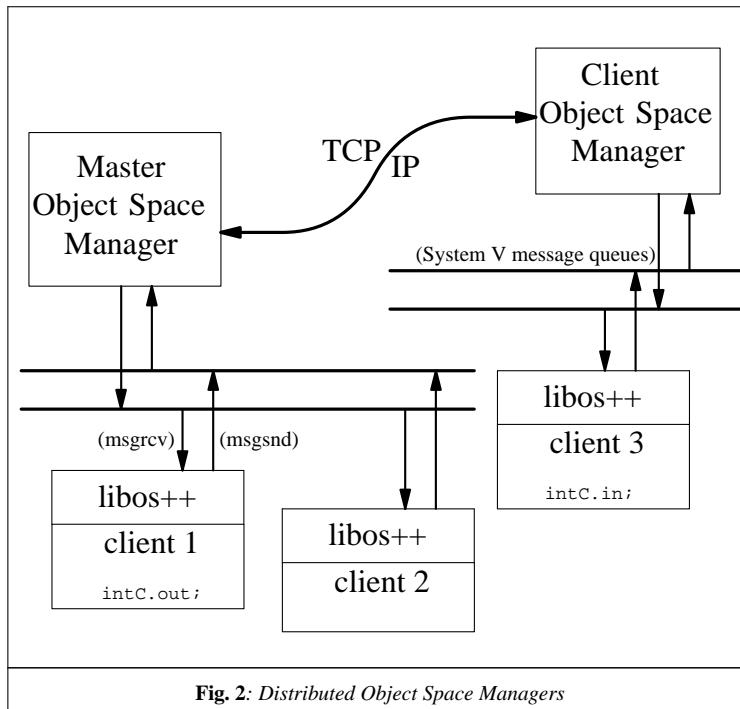 Client
Object Space
Manager
TCP
IP
Master
Object Space
Manager
(System V message queues)
(msgrcv)
(msgsnd)
libos++
client 1
intC.out;
libos++
client 2
libos++
client 3
intC.in;
Fig. 2: Distributed Object Space Managers